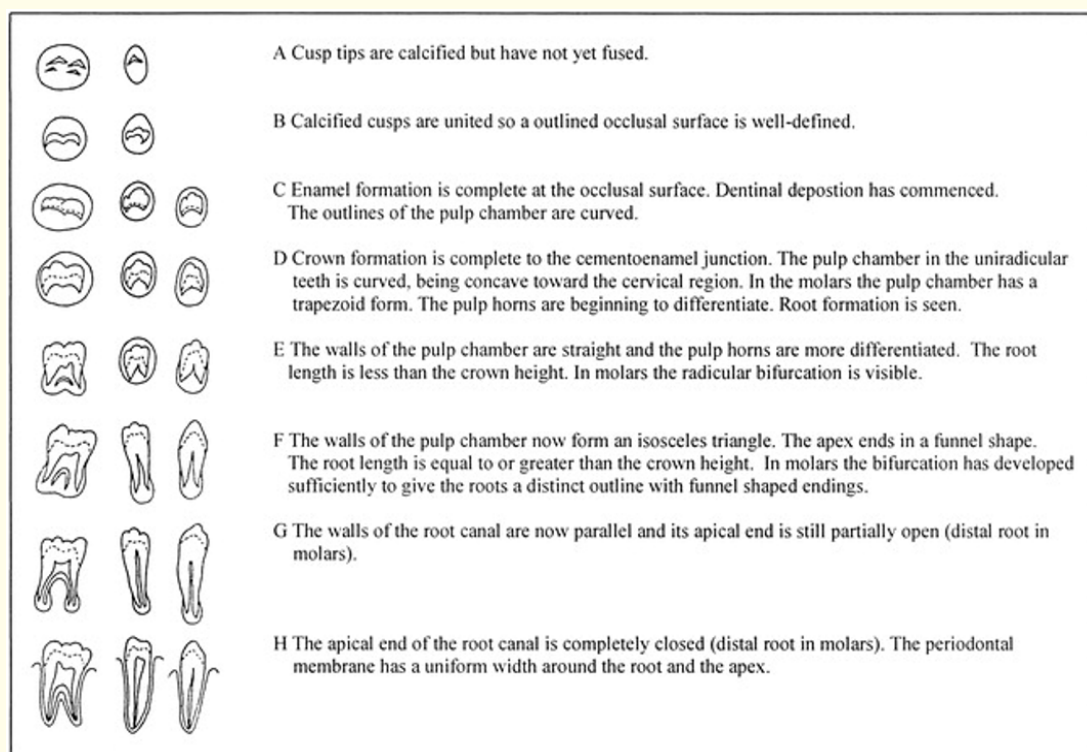 A Cusp tips are calcified but have not yet fused.
B Calcified cusps are united so a outlined occlusal surface is well-defined.
C Enamel formation is complete at the occlusal surface. Dentinal depostion has commenced.
The outlines of the pulp chamber are curved.
D Crown formation is complete to the cementoenamel junction. The pulp chamber in the uniradicular
teeth is curved, being concave toward the cervical region. In the molars the pulp chamber has a
trapezoid form. The pulp horns are beginning to differentiate. Root formation is seen.
E The walls of the pulp chamber are straight and the pulp horns are more differentiated. The root
length is less than the crown height. In molars the radicular bifurcation is visible.
F The walls of the pulp chamber now form an isosceles triangle. The apex ends in a funnel shape.
The root length is equal to or greater than the crown height. In molars the bifurcation has developed
sufficiently to give the roots a distinct outline with funnel shaped endings.
G The walls of the root canal are now parallel and its apical end is still partially open (distal root in
molars).
H The apical end of the root canal is completely closed (distal root in molars). The periodontal
membrane has a uniform width around the root and the apex.